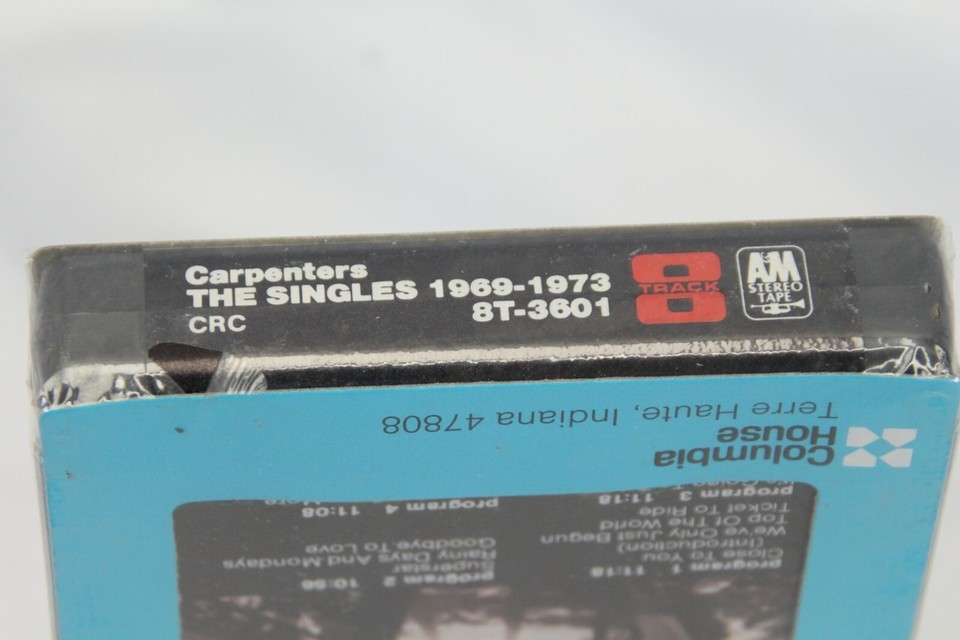 Carpenters
THE SINGLES 1969-1973
8T-3601
CRC
8
TRACK
A&M
STEREO
TAPE
Columbia
House
Terre Haute, Indiana 47808
program 1 11:18
Close To You
(Introduction)
We've Only Just Begun
Top Of The World
Ticket To Ride
program 2 10:56
Superstar
Rainy Days And Mondays
Goodbye To Love
program 3 11:18
program 4 11:08